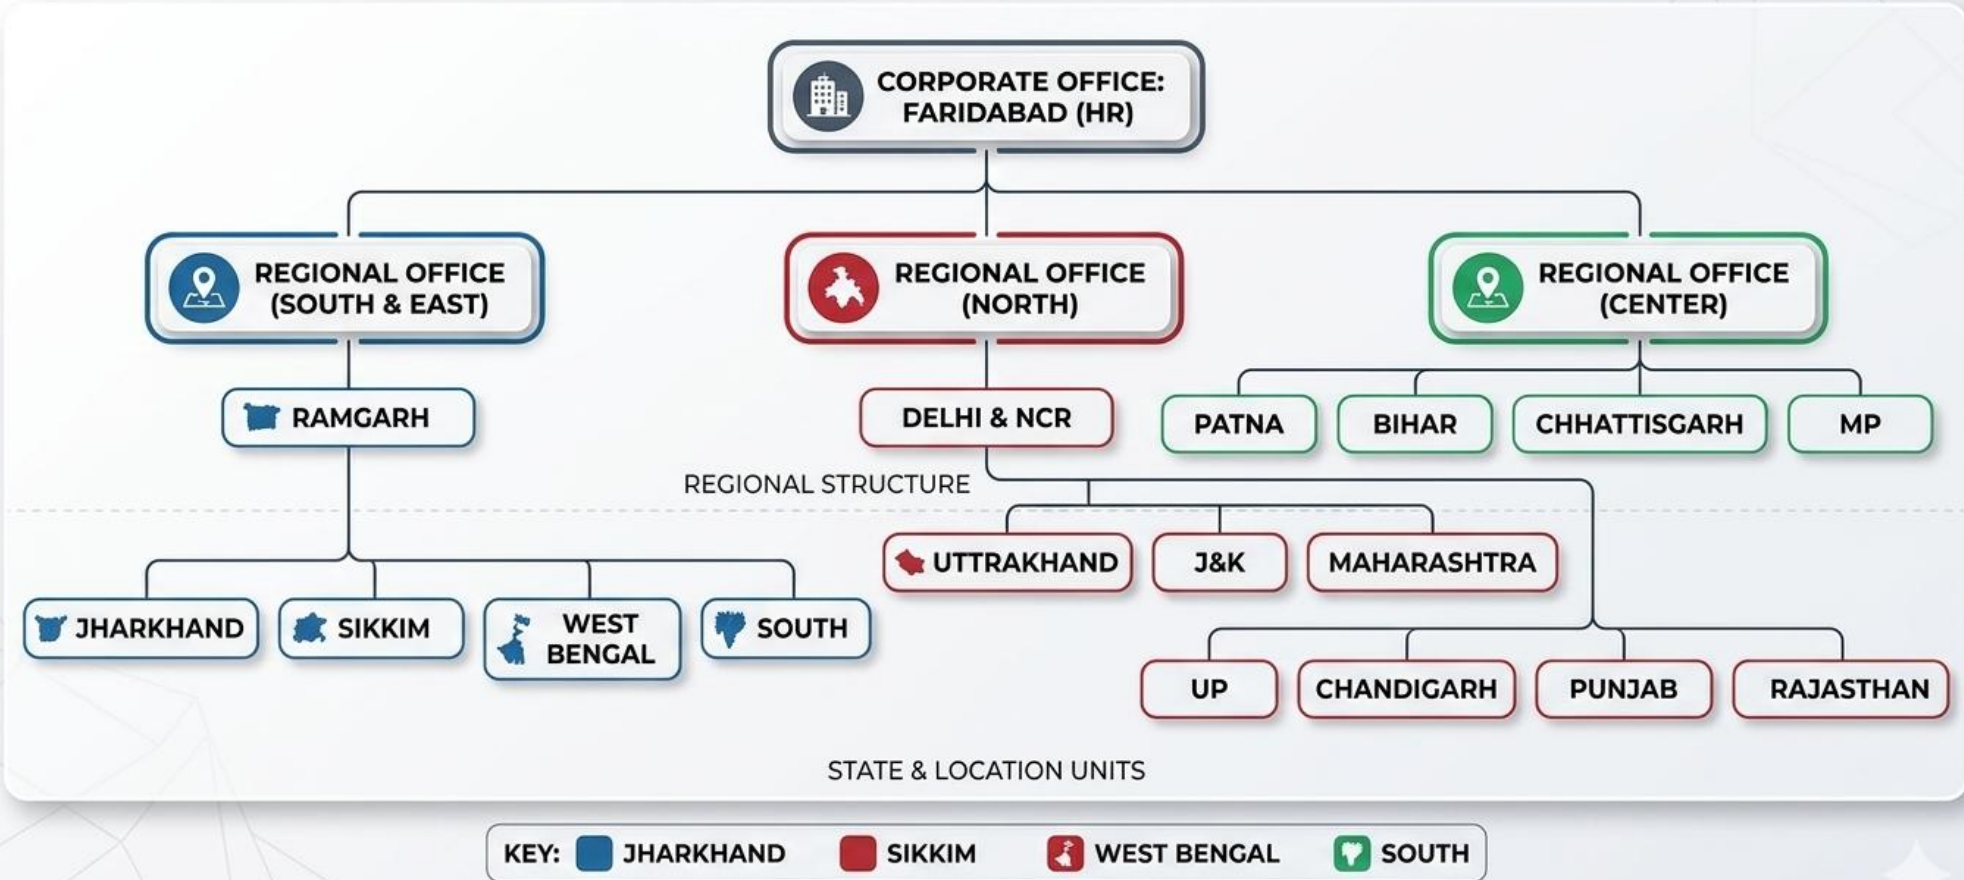 CORPORATE OFFICE:
FARIDABAD (HR)
REGIONAL OFFICE
(SOUTH & EAST)
REGIONAL OFFICE
(NORTH)
REGIONAL OFFICE
(CENTER)
RAMGARH
DELHI & NCR
PATNA
BIHAR
CHHATTISGARH
MP
REGIONAL STRUCTURE
UTTRAKHAND
J&K
MAHARASHTRA
JHARKHAND
SIKKIM
WEST
BENGAL
SOUTH
UP
CHANDIGARH
PUNJAB
RAJASTHAN
STATE & LOCATION UNITS
KEY: JHARKHAND SIKKIM WEST BENGAL SOUTH